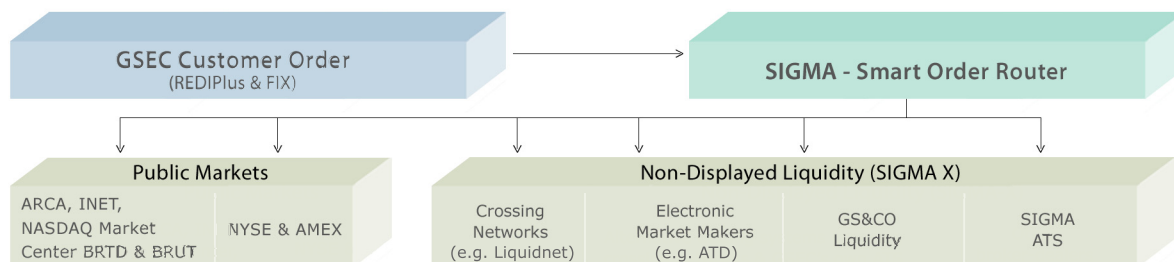 GSEC Customer Order
(REDIPlus & FIX)
SIGMA - Smart Order Router
Public Markets
ARCA, INET,
NASDAQ Market
Center BRTD & BRUT
NYSE & AMEX
Non-Displayed Liquidity (SIGMA X)
Crossing
Networks
(e.g. Liquidnet)
Electronic
Market Makers
(e.g. ATD)
GS&CO
Liquidity
SIGMA
ATS